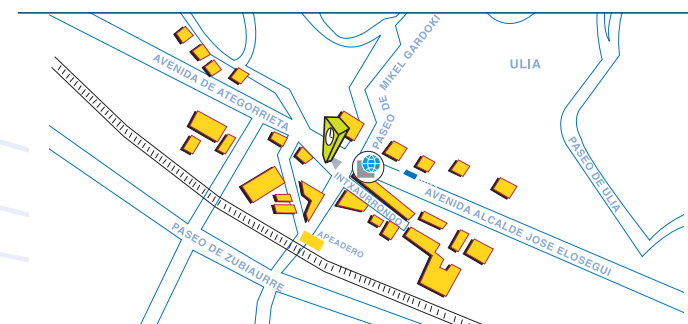 PASEO DE MIKEL GARDOKI
ULIA
AVENIDA DE ATEGORRIETA
PASEO DE ULIA
INTXAURRONDO
AVENIDA ALCALDE JOSE ELOSEGUI
APEADERO
PASEO DE ZUBIAURRE